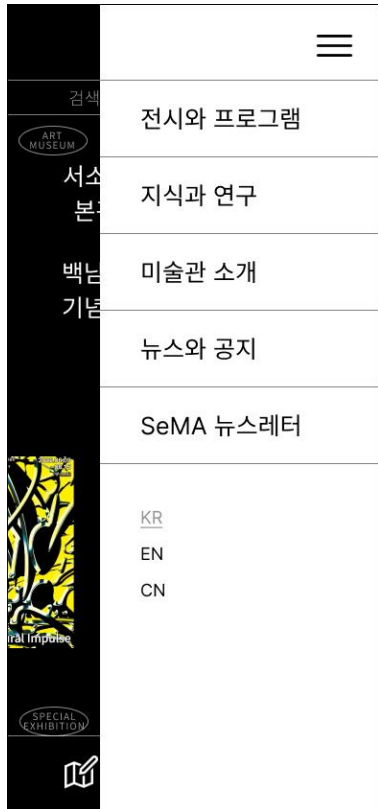 검색
ART
MUSEUM
서소
본
백남
기념
전시와 프로그램
지식과 연구
미술관 소개
뉴스와 공지
SeMA 뉴스레터
KR
EN
CN
ral Impulse
SPECIAL
EXHIBITION